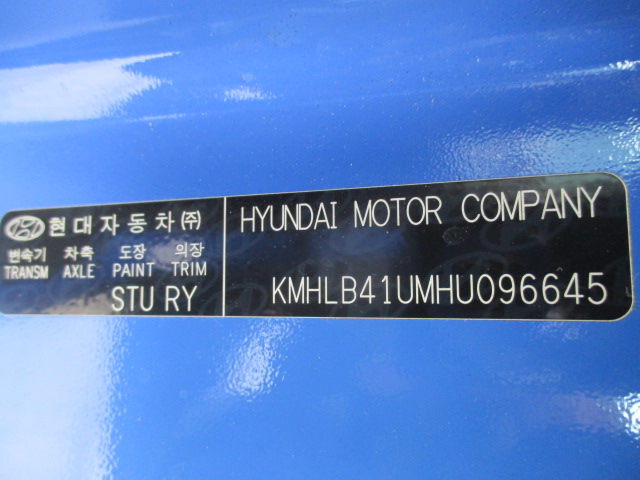 현대자동차(주)
변속기 차축 도장 의장
TRANSM AXLE PAINT TRIM
STU RY
HYUNDAI MOTOR COMPANY
KMHLB41UMHU096645